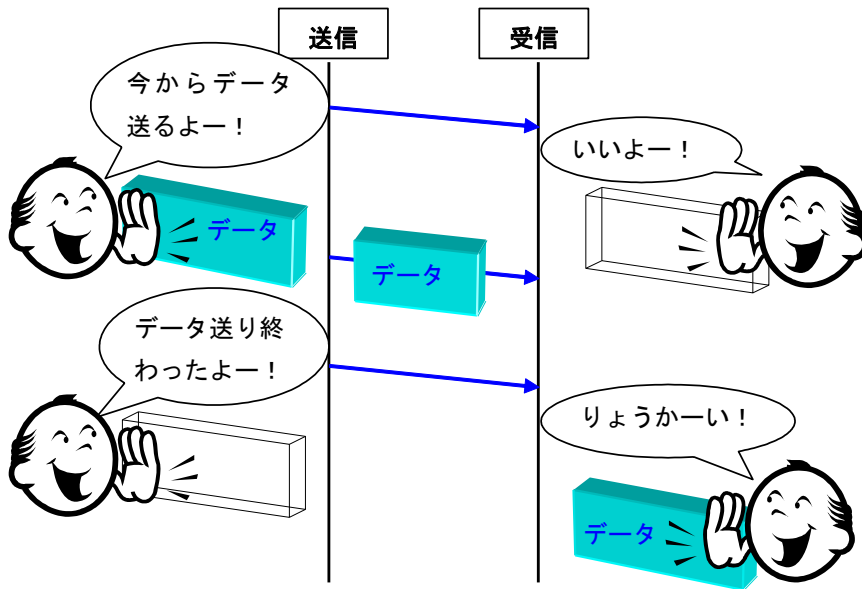 送信
受信
今からデータ
送るよー！
いいよー！
データ
データ
データ送り終
わったよー！
りょうかーい！
データ